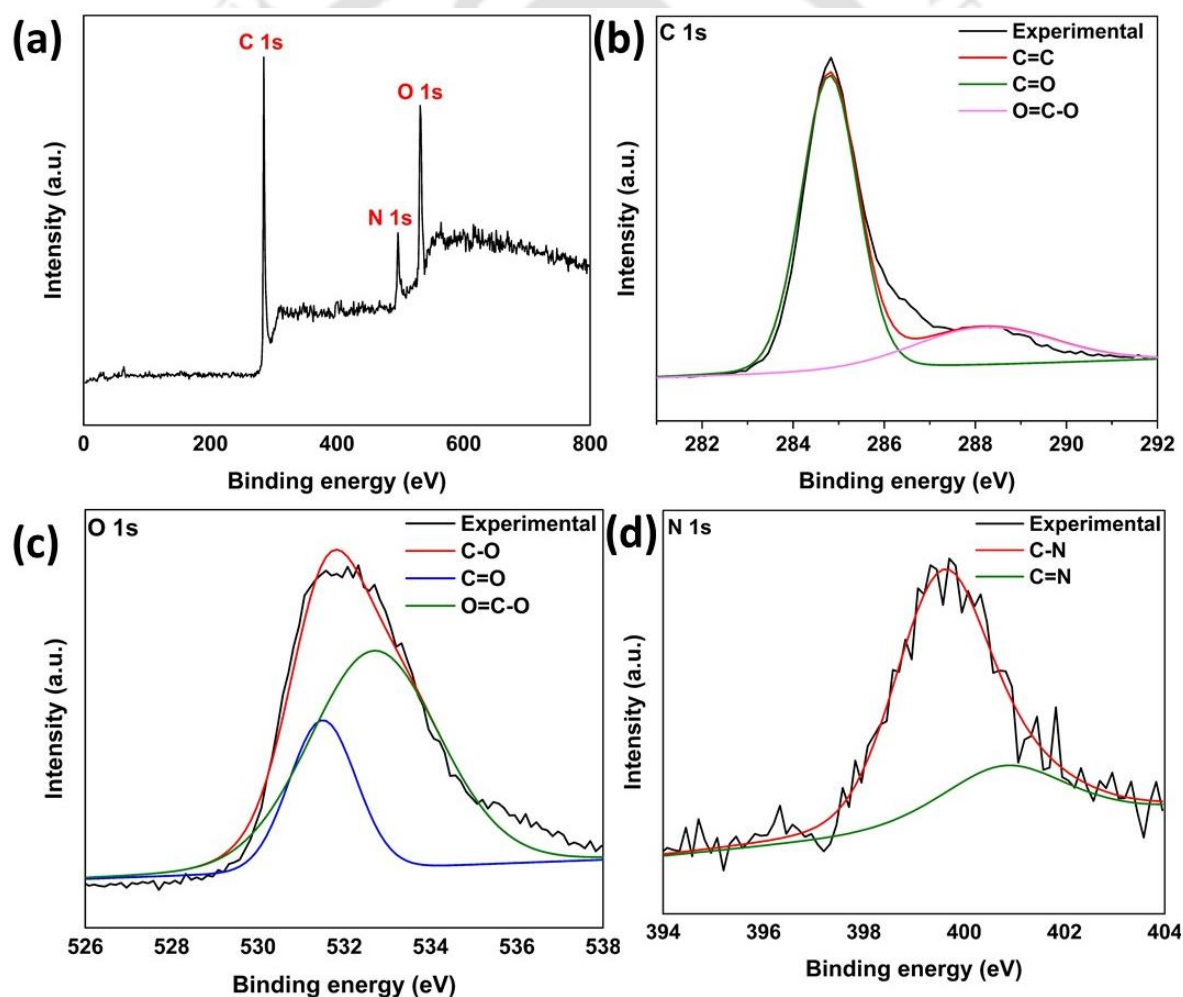 (a)
C 1s
O 1s
N 1s
Intensity (a.u.)
0 200 400 600 800
Binding energy (eV)
(b)
C 1s
Experimental
C=C
C=O
O=C-O
Intensity (a.u.)
282 284 286 288 290 292
Binding energy (eV)
(c)
O 1s
Experimental
C-O
C=O
O=C-O
Intensity (a.u.)
526 528 530 532 534 536 538
Binding energy (eV)
(d)
N 1s
Experimental
C-N
C=N
Intensity (a.u.)
394 396 398 400 402 404
Binding energy (eV)